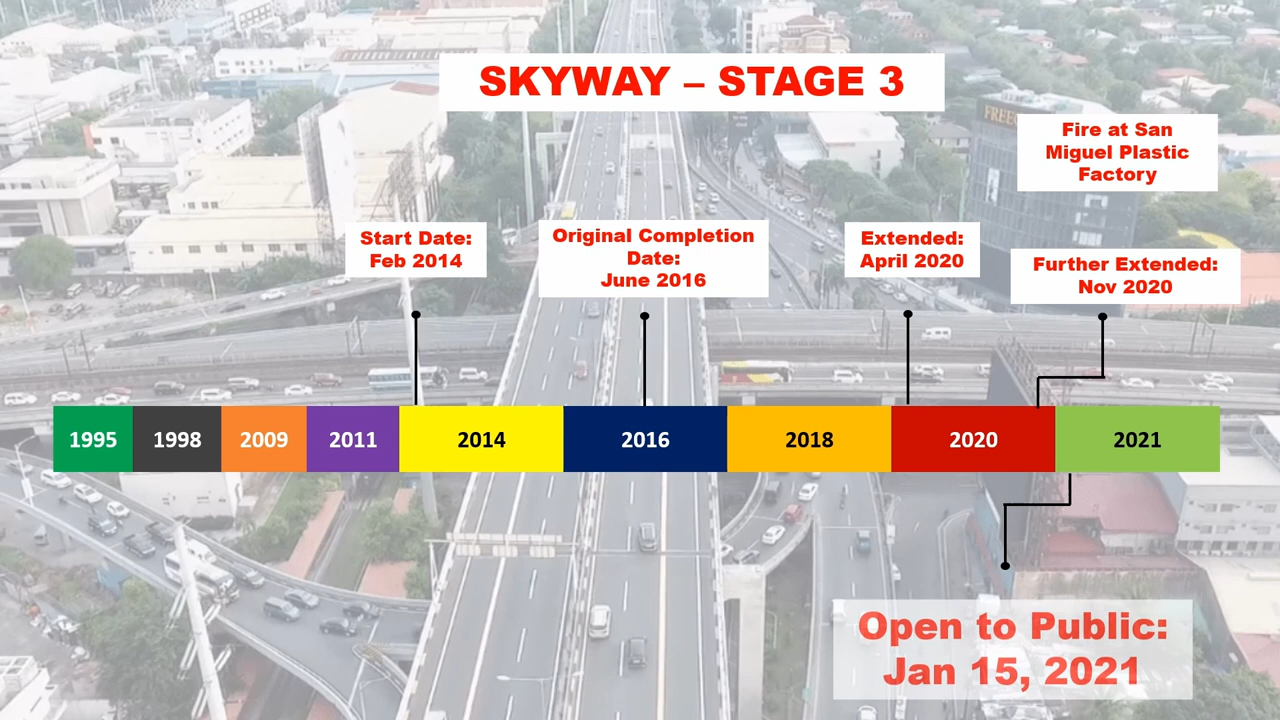 SKYWAY – STAGE 3
Fire at San
Miguel Plastic
Factory
Start Date:
Feb 2014
Original Completion
Date:
June 2016
Extended:
April 2020
Further Extended:
Nov 2020
1995
1998
2009
2011
2014
2016
2018
2020
2021
Open to Public:
Jan 15, 2021